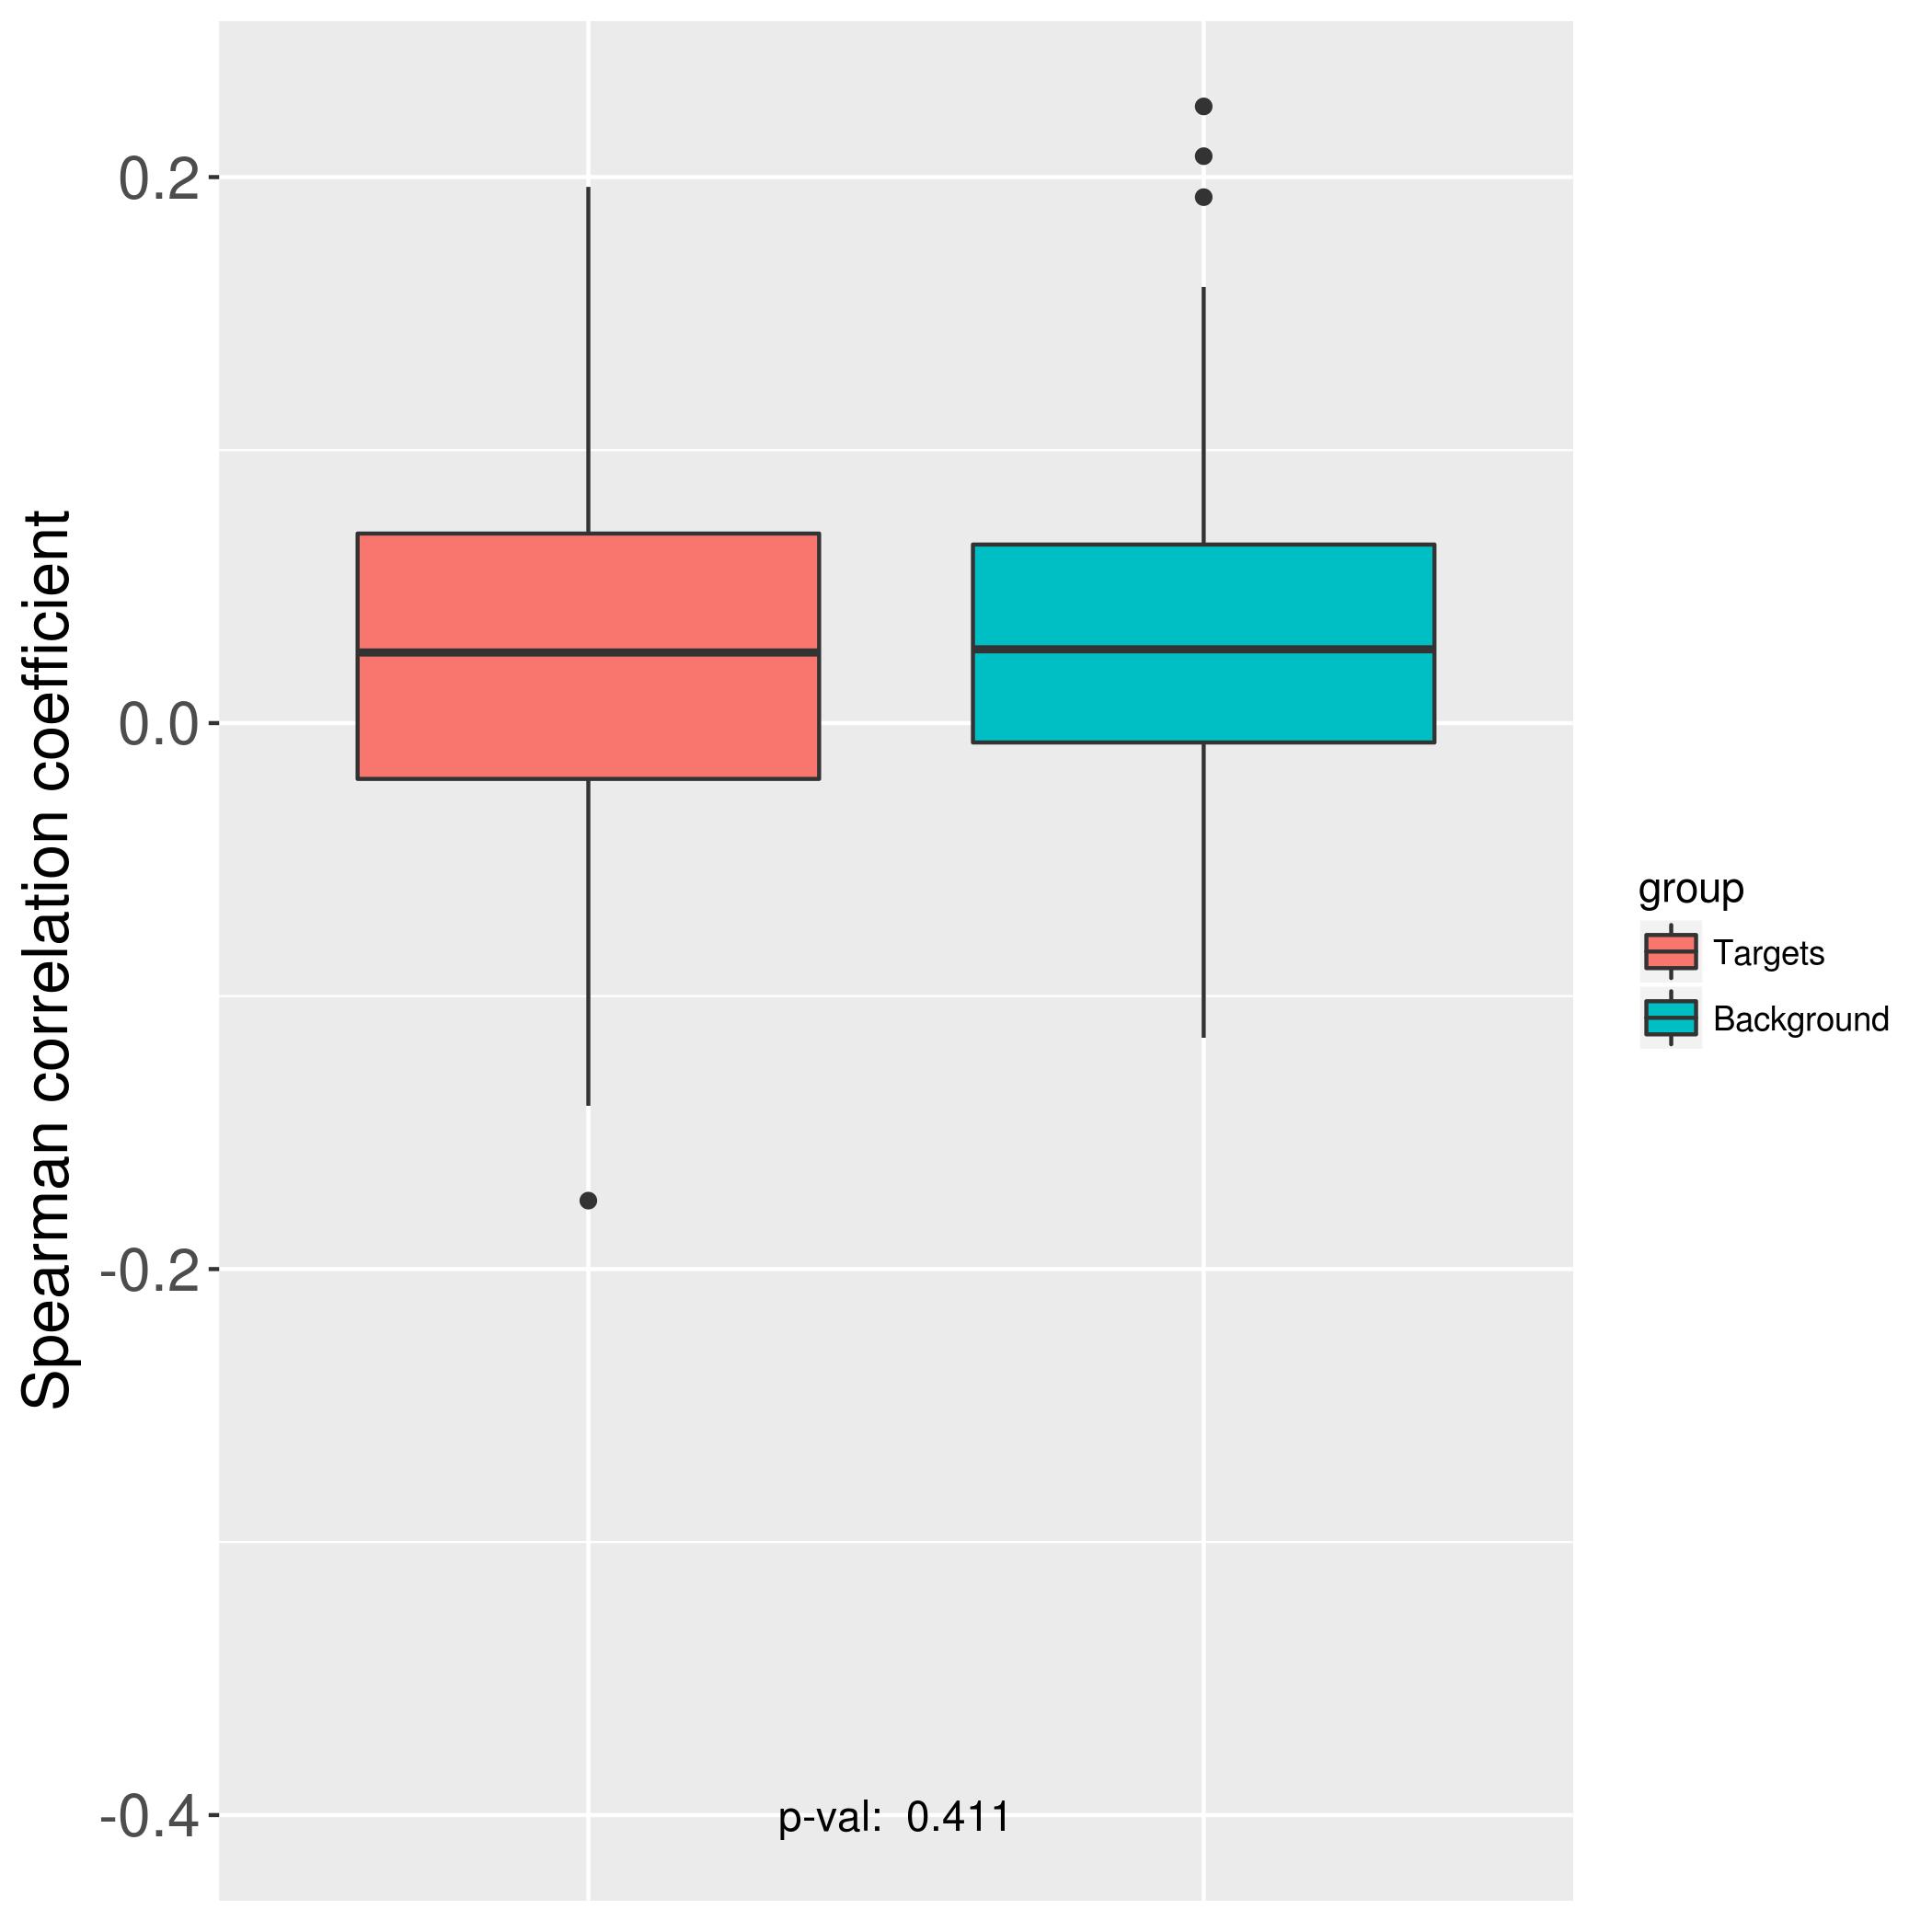 Spearman correlation coefficient
0.2
0.0
-0.2
-0.4
p-val: 0.411
group
Targets
Background